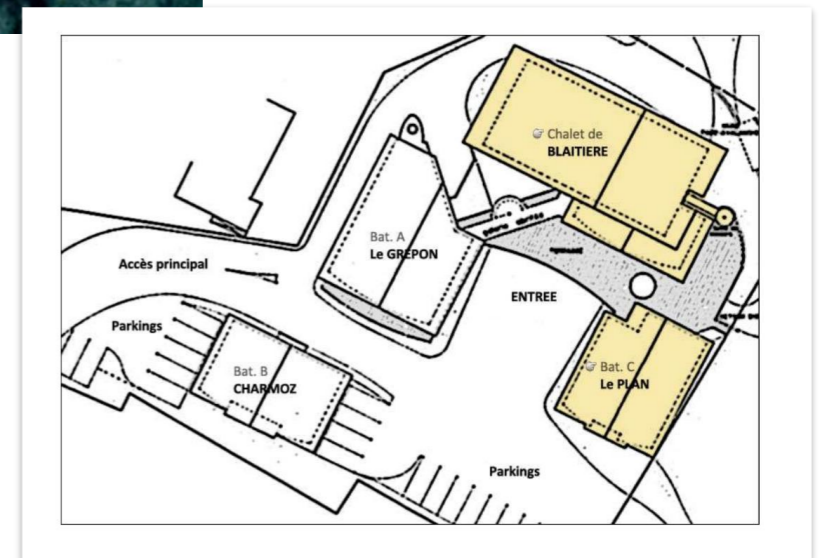 Chalet de
BLAITIERE
Bat. A
Le GREPON
Accès principal
ENTREE
Parkings
Bat. B
CHARMOZ
Bat. C
Le PLAN
Parkings